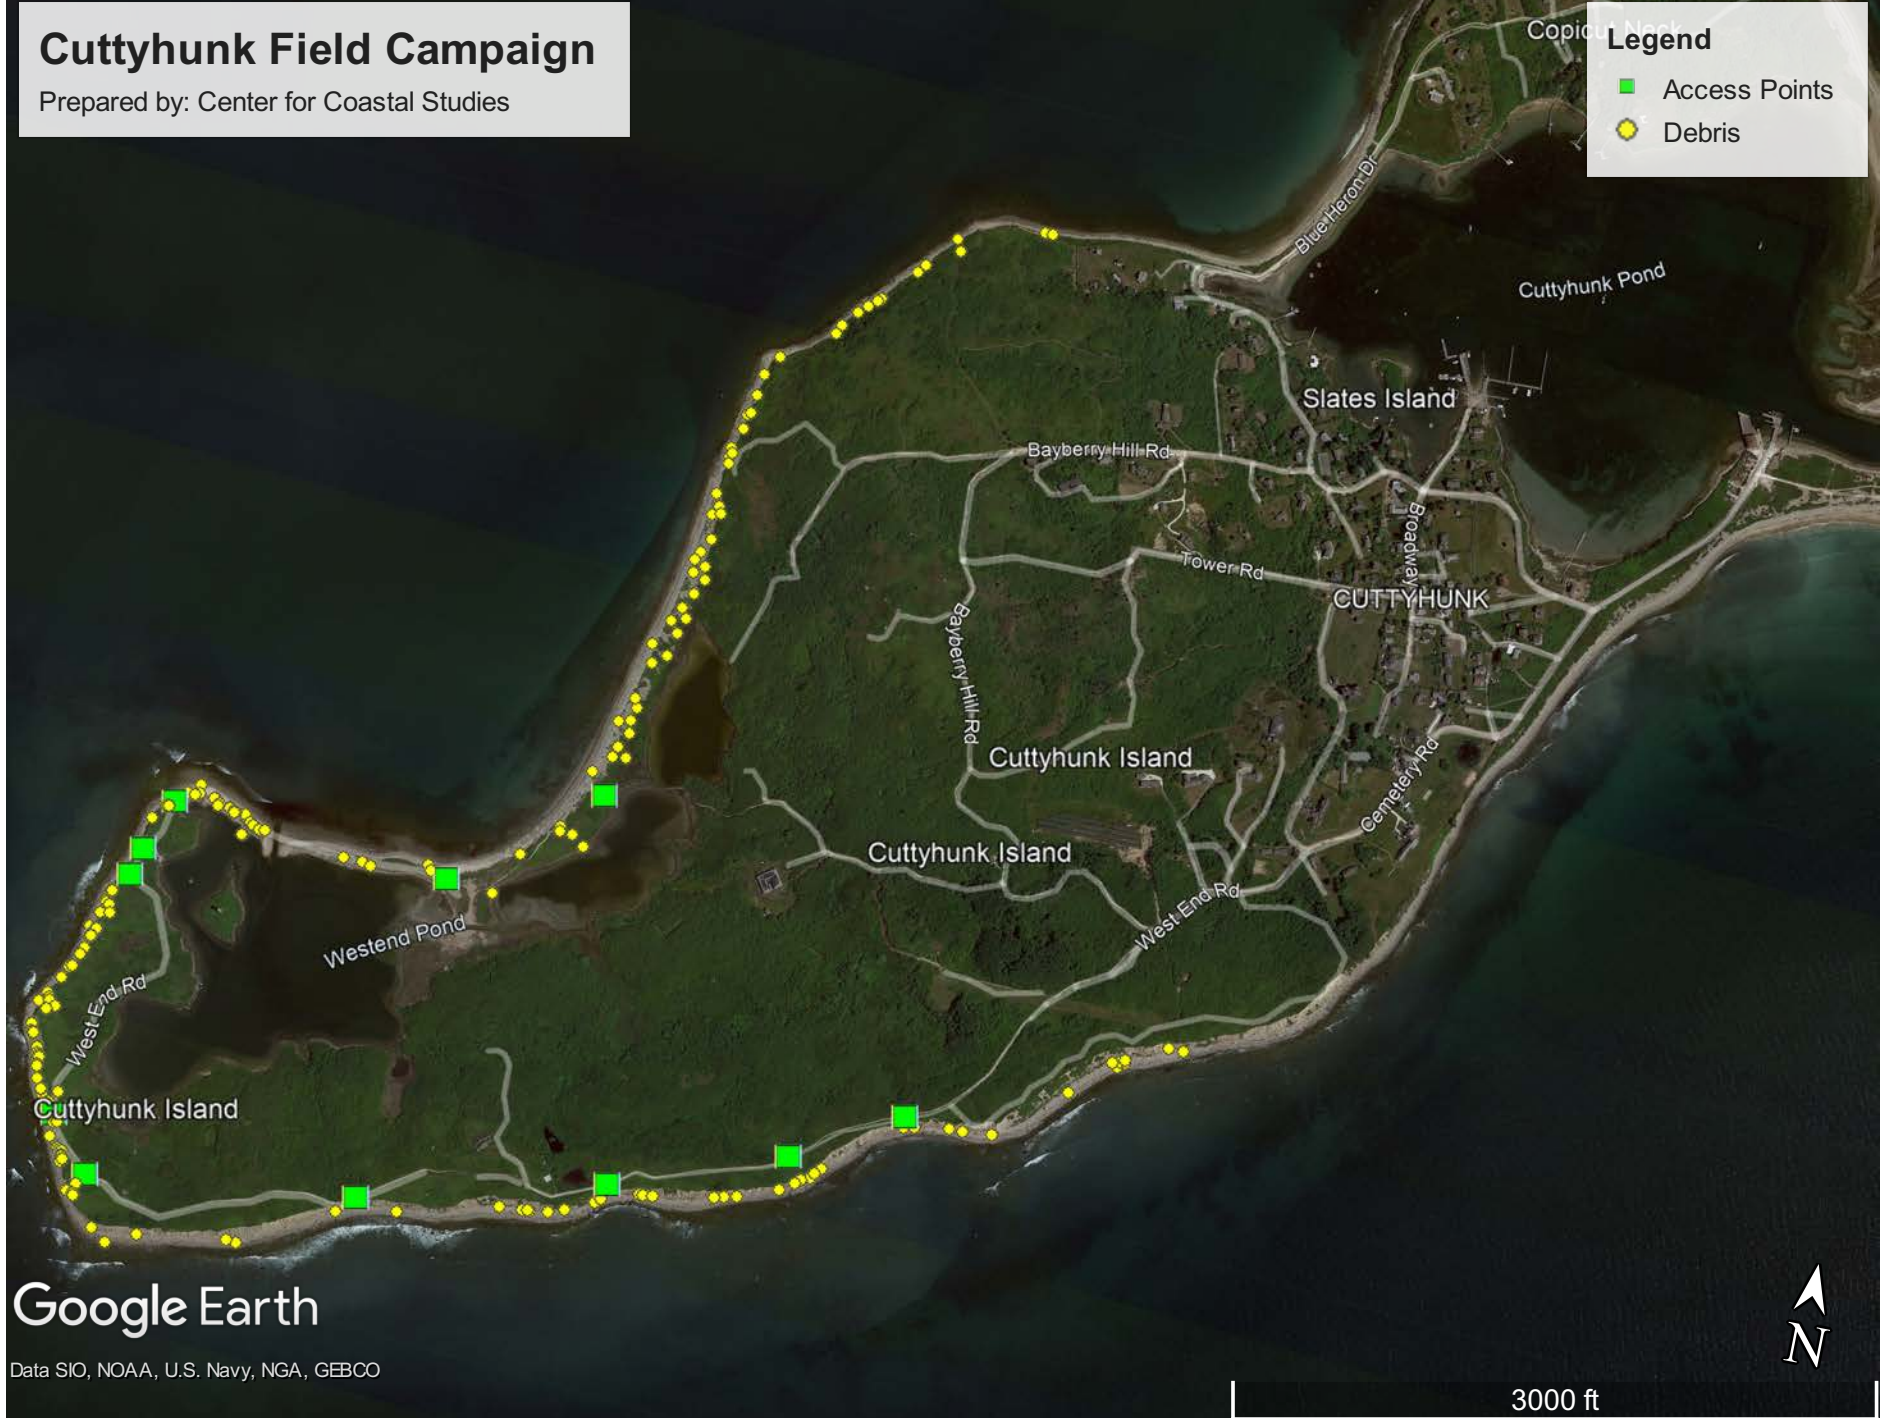 Cuttyhunk Field Campaign
Prepared by: Center for Coastal Studies
Copicut Neck
Legend
Access Points
Debris
Blue Heron Dr
Cuttyhunk Pond
Slates Island
Bayberry Hill Rd
Broadway
Tower Rd
CUTTYHUNK
Bayberry Hill Rd
Cuttyhunk Island
Cemetery Rd
Cuttyhunk Island
West End Rd
Westend Pond
West End Rd
Cuttyhunk Island
Google Earth
Data SIO, NOAA, U.S. Navy, NGA, GEBCO
N
3000 ft